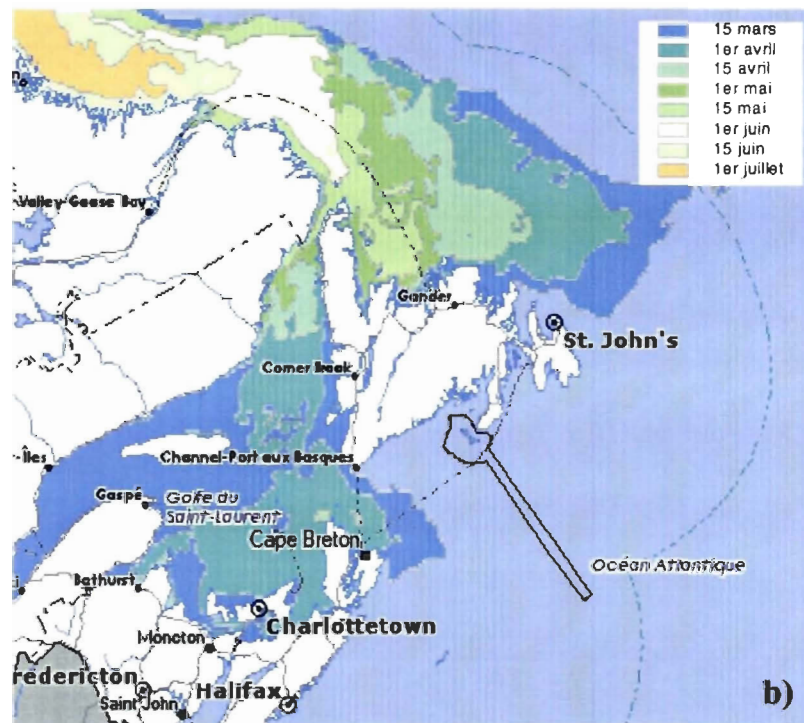 15 mars
1er avril
15 avril
1er mai
15 mai
1er juin
15 juin
1er juillet
Valley-Goose Bay
Gander
St. John's
Corner Brook
-Îles
Channel-Port aux Basques
Gaspé
Golfe du
Saint-Laurent
Cape Breton
Océan Atlantique
Bathurst
Charlottetown
Moncton
redericton
Halifax
Saint John
b)